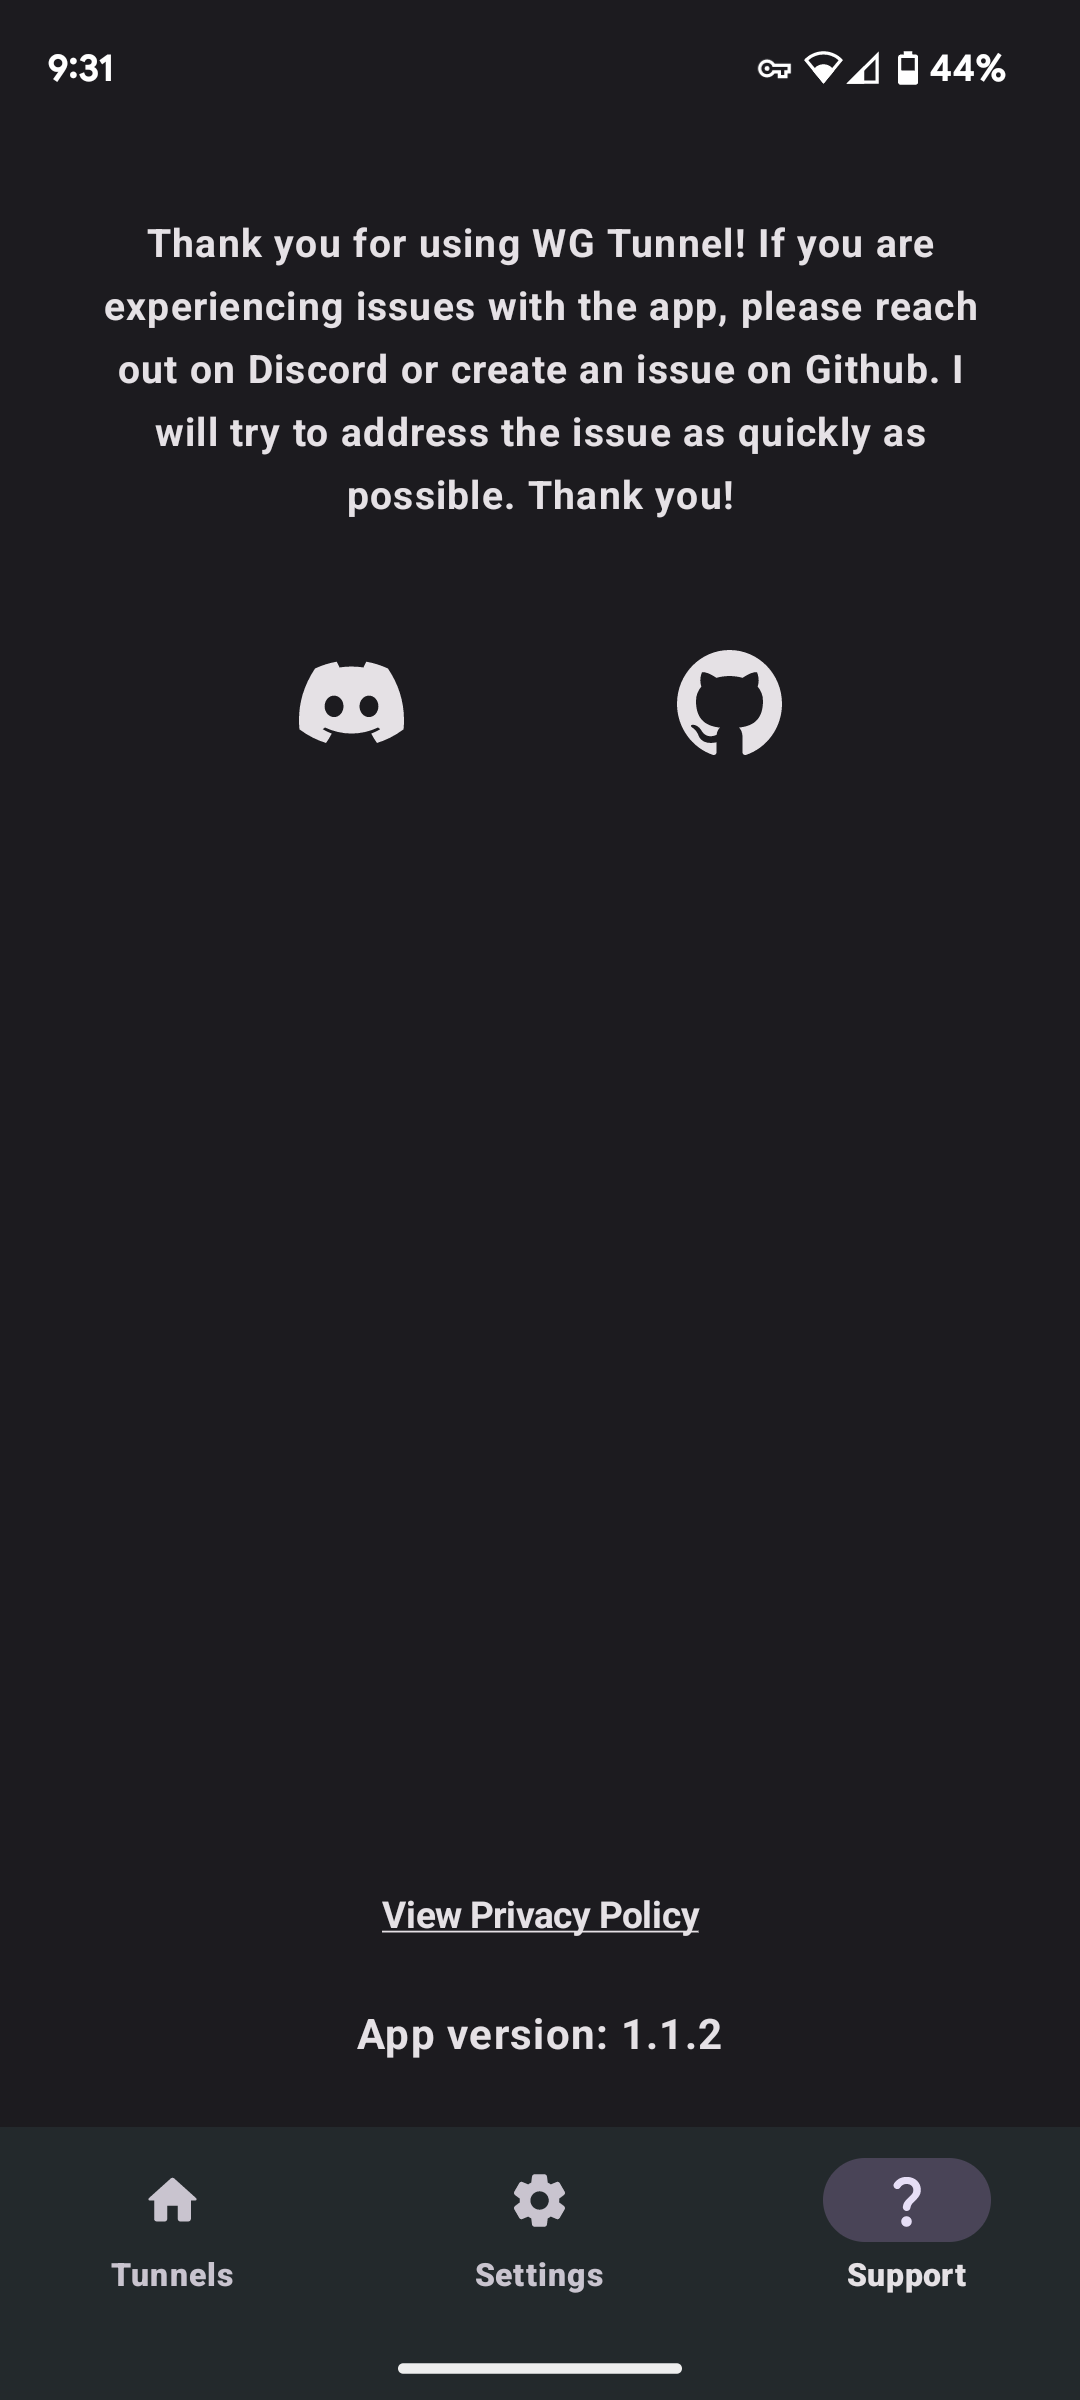 9:31
44%
Thank you for using WG Tunnel! If you are
experiencing issues with the app, please reach
out on Discord or create an issue on Github. I
will try to address the issue as quickly as
possible. Thank you!
View Privacy Policy
App version: 1.1.2
Tunnels
Settings
Support